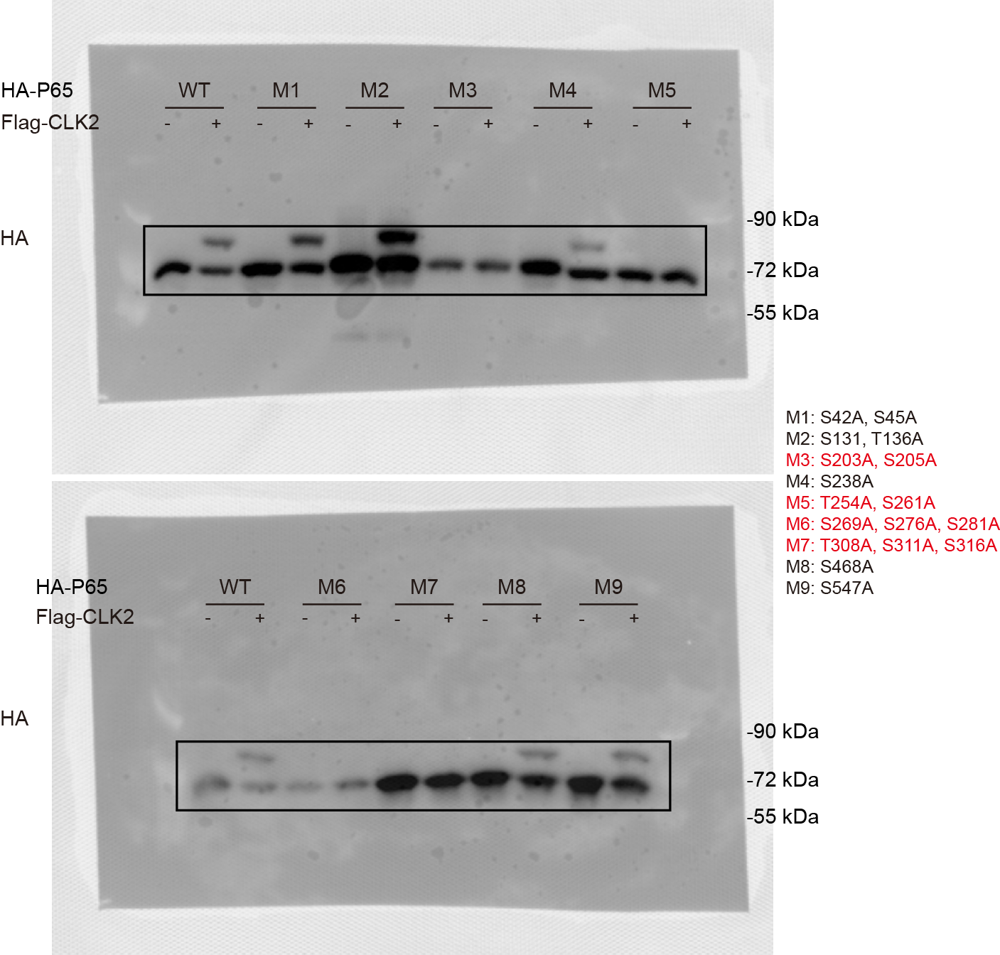 HA-P65 WT M1 M2 M3 M4 M5
Flag-CLK2 - + - + - + - + - + - +
-90 kDa
HA
-72 kDa
-55 kDa
M1: S42A, S45A
M2: S131, T136A
M3: S203A, S205A
M4: S238A
M5: T254A, S261A
M6: S269A, S276A, S281A
M7: T308A, S311A, S316A
M8: S468A
M9: S547A
HA-P65 WT M6 M7 M8 M9
Flag-CLK2 - + - + - + - + - +
HA
-90 kDa
-72 kDa
-55 kDa